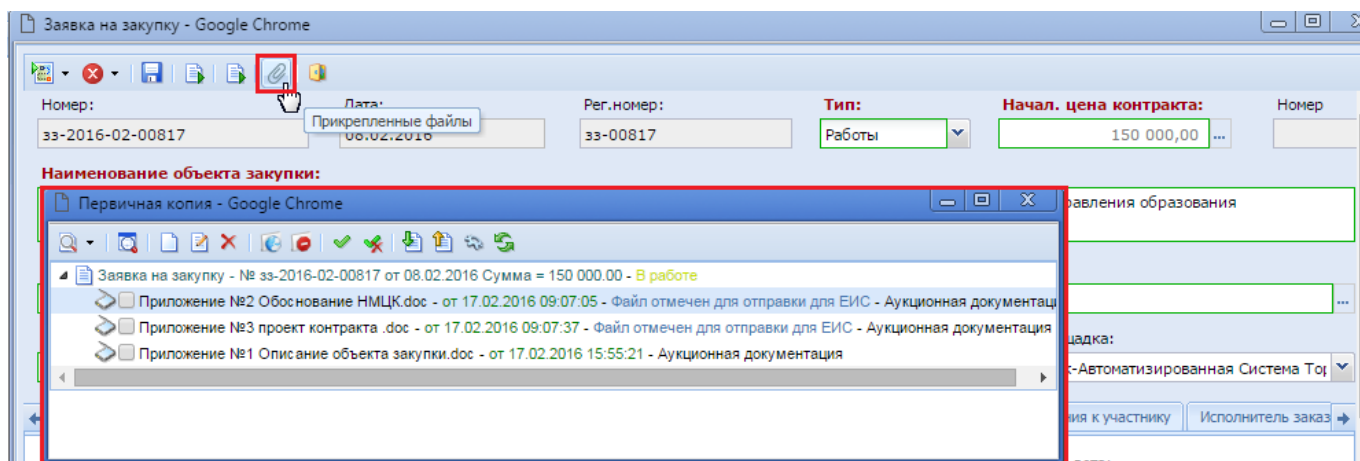 Заявка на закупку - Google Chrome
Номер: Дата: Рег.номер: Тип: Начал. цена контракта: Номер
Прикрепленные файлы
зз-2016-02-00817 08.02.2016 зз-00817 Работы 150 000,00 ...
Наименование объекта закупки:
Первичная копия - Google Chrome
равления образования
Заявка на закупку - № зз-2016-02-00817 от 08.02.2016 Сумма = 150 000.00 - В работе
Приложение №2 Обоснование НМЦК.doc - от 17.02.2016 09:07:05 - Файл отмечен для отправки для ЕИС - Аукционная документаци
...
Приложение №3 проект контракта .doc - от 17.02.2016 09:07:37 - Файл отмечен для отправки для ЕИС - Аукционная документация
щадка:
Приложение №1 Описание объекта закупки.doc - от 17.02.2016 15:55:21 - Аукционная документация
-Автоматизированная Система Тор
ния к участнику Исполнитель заказ